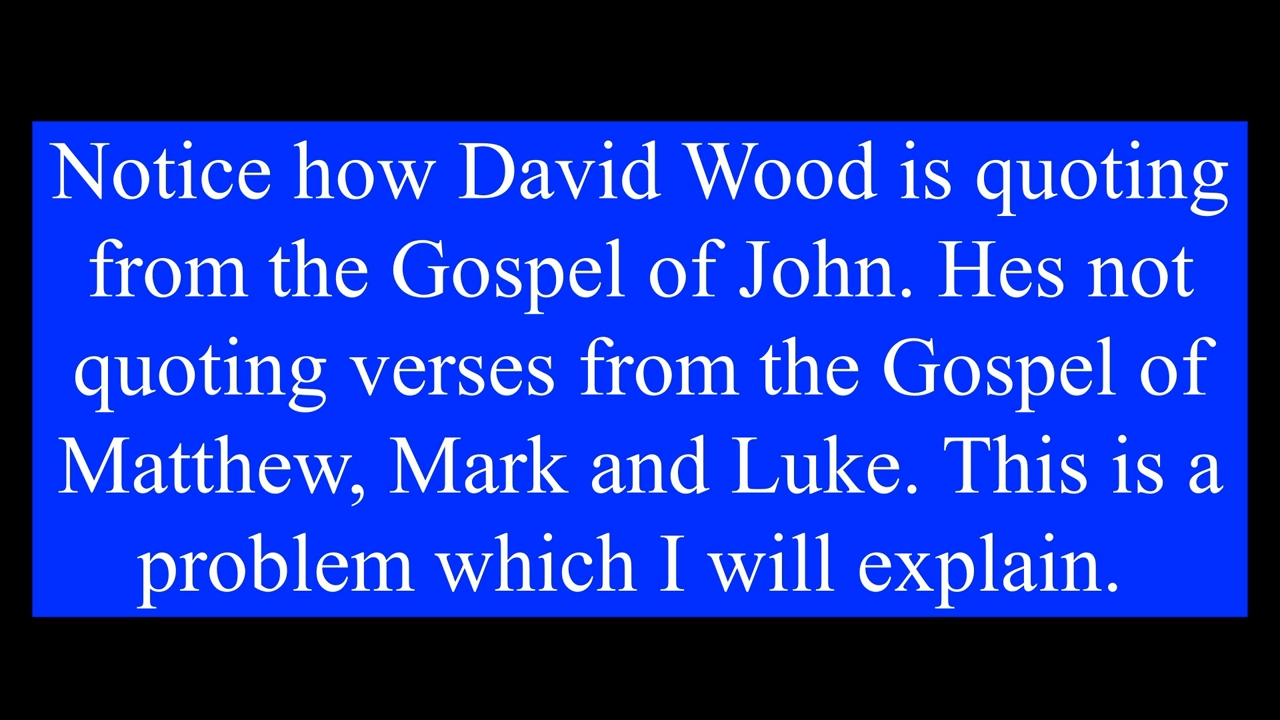 Notice how David Wood is quoting
from the Gospel of John. Hes not
quoting verses from the Gospel of
Matthew, Mark and Luke. This is a
problem which I will explain.